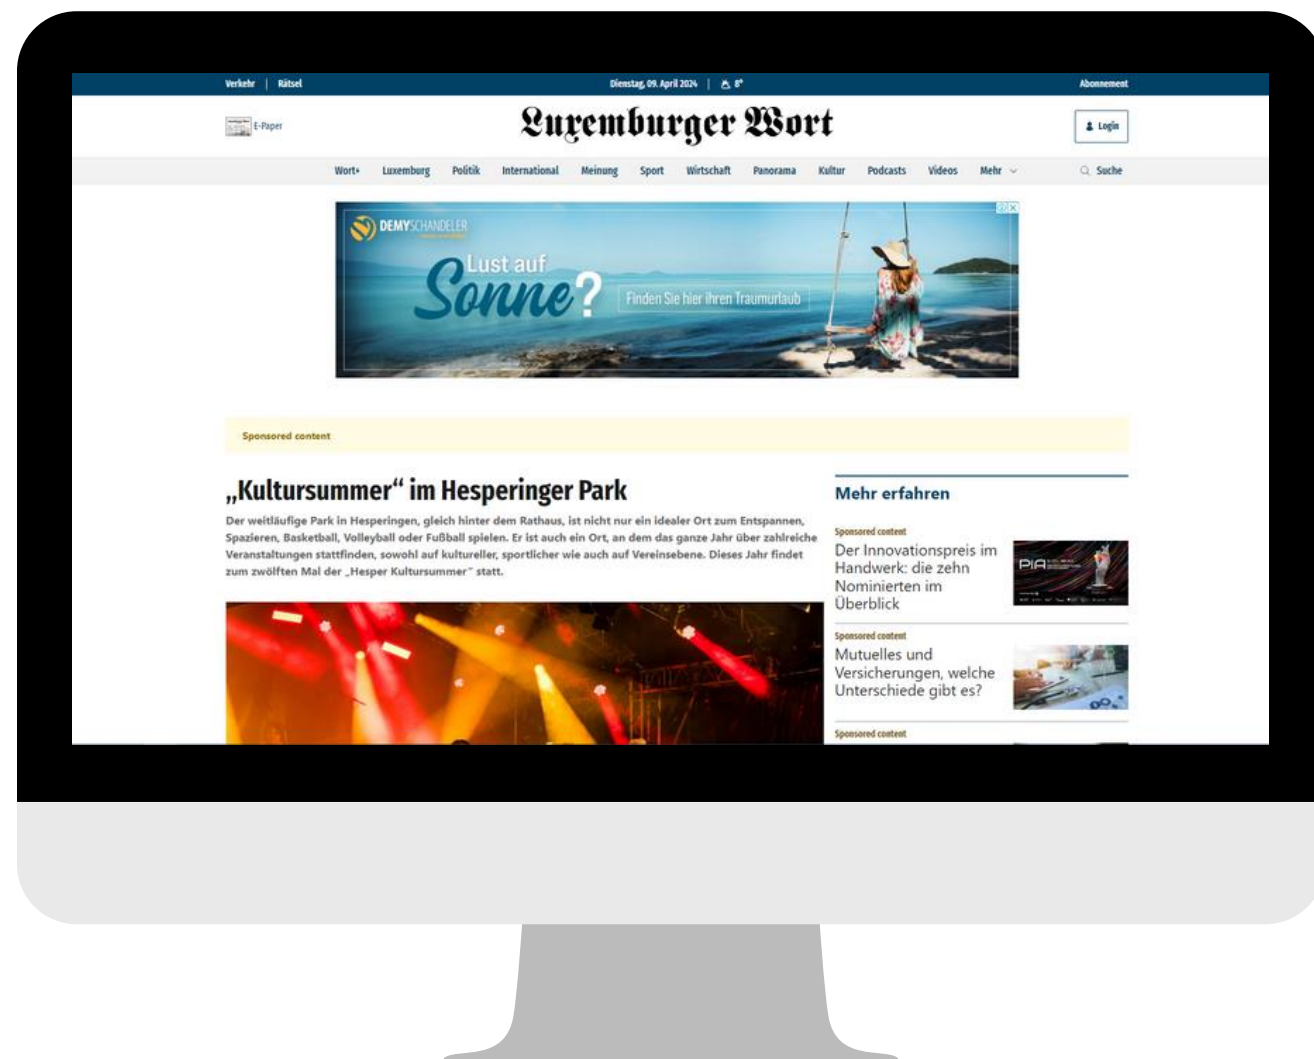 Verkehr | Rätsel
Dienstag, 09. April 2024 | 8°
Abonnement
E-Paper
Luxemburger Wort
Login
Wort+ Luxemburg Politik International Meinung Sport Wirtschaft Panorama Kultur Podcasts Videos Mehr
Suche
DEMYSCHANDELER
Lust auf
Sonne?
Finden Sie hier ihren Traumurlaub
Sponsored content
„Kultursummer“ im Hesperinger Park
Der weitläufige Park in Hesperingen, gleich hinter dem Rathaus, ist nicht nur ein idealer Ort zum Entspannen,
Spazieren, Basketball, Volleyball oder Fußball spielen. Er ist auch ein Ort, an dem das ganze Jahr über zahlreiche
Veranstaltungen stattfinden, sowohl auf kultureller, sportlicher wie auch auf Vereinsebene. Dieses Jahr findet
zum zwölften Mal der „Hesper Kultursummer“ statt.
Mehr erfahren
Sponsored content
Der Innovationspreis im
Handwerk: die zehn
Nominierten im
Überblick
PIA
Sponsored content
Mutuelles und
Versicherungen, welche
Unterschiede gibt es?
Sponsored content